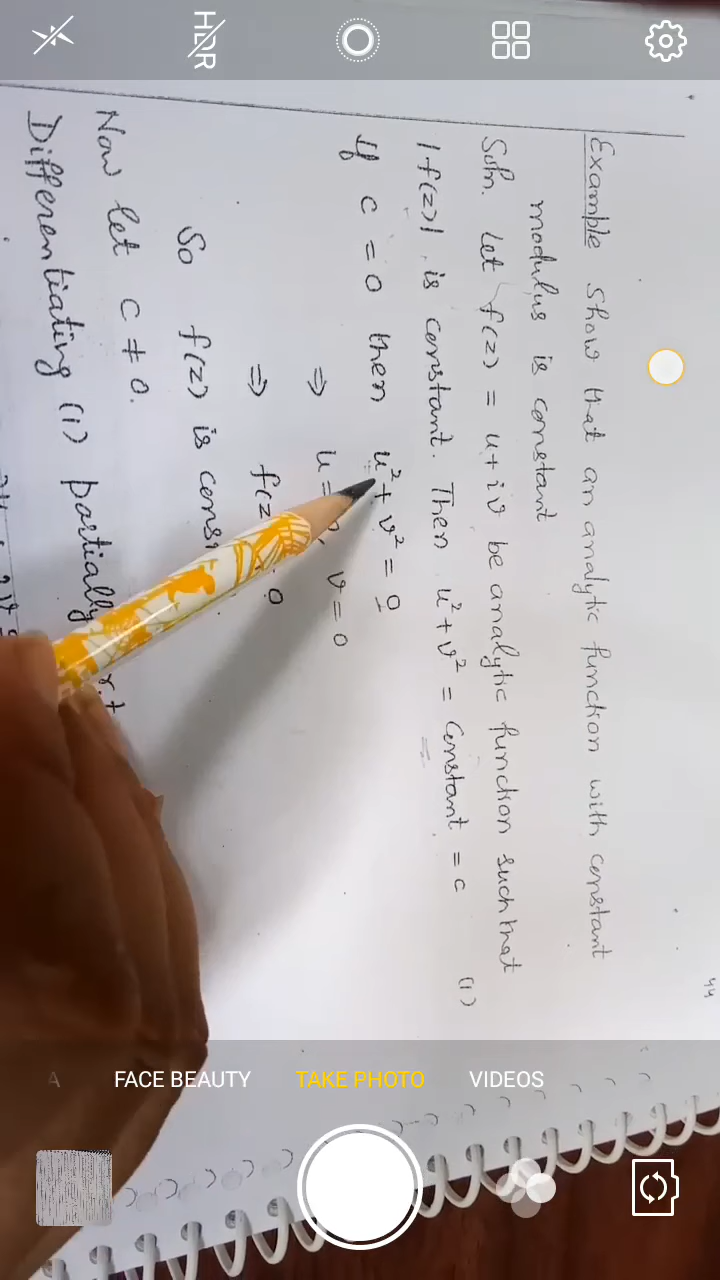 HDR
44
Example Show that an analytic function with constant
modulus is constant
Soln. Let f(z) = u+iv be analytic function such that
|f(z)| is constant. Then u²+v² = constant = c (1)
If c = 0 then u²+v² = 0
⇒ u = , v = 0
⇒ f(z 0
So f(z) is cons
Now let c ≠ 0.
Differentiating (1) partially r.t
FACE BEAUTY TAKE PHOTO VIDEOS